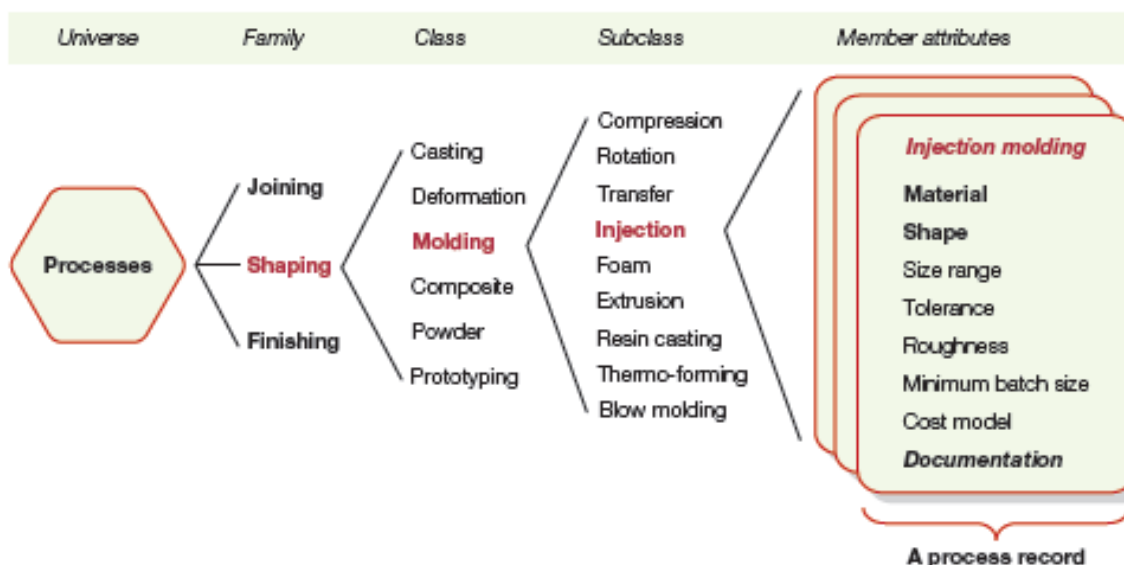 Universe
Family
Class
Subclass
Member attributes
Processes
Joining
Shaping
Finishing
Casting
Deformation
Molding
Composite
Powder
Prototyping
Compression
Rotation
Transfer
Injection
Foam
Extrusion
Resin casting
Thermo-forming
Blow molding
Injection molding
Material
Shape
Size range
Tolerance
Roughness
Minimum batch size
Cost model
Documentation
A process record